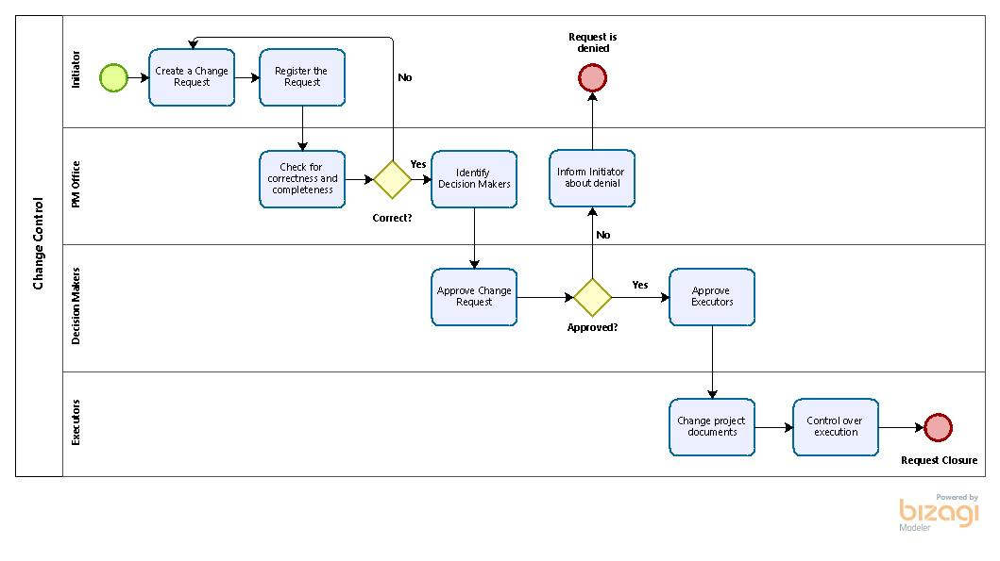 Change Control
Initiator
Create a Change
Request
Register the
Request
No
Request is
denied
PM Office
Check for
correctness and
completeness
Correct?
Yes
Identify
Decision Makers
Inform Initiator
about denial
No
Decision Makers
Approve Change
Request
Approved?
Yes
Approve
Executors
Executors
Change project
documents
Control over
execution
Request Closure
Powered by
bizagi
Modeler